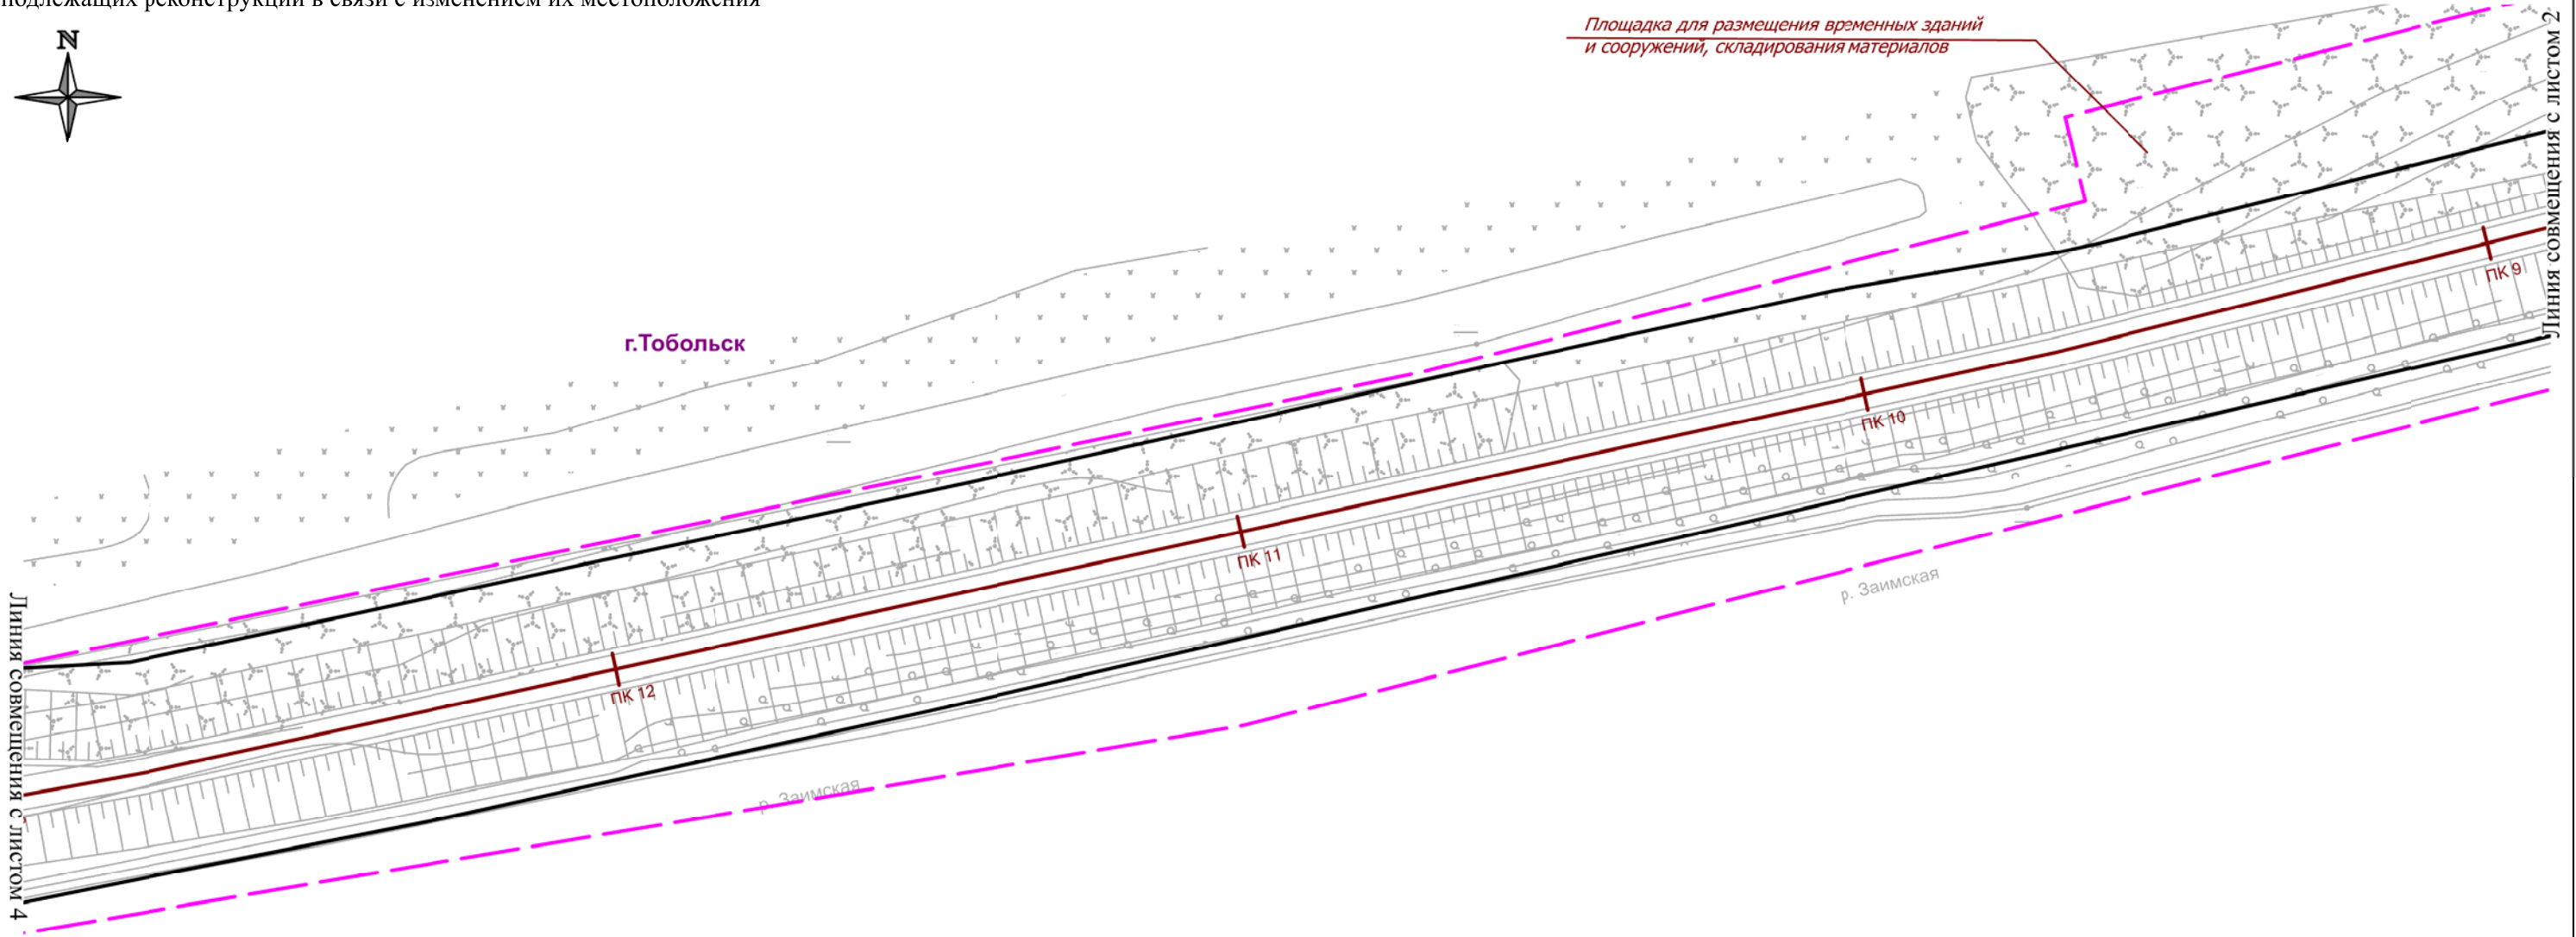 подлежащих реконструкции в связи с изменением их местоположения
N
Площадка для размещения временных зданий
и сооружений, складирования материалов
Линия совмещения с листом 2
г.Тобольск
ПК 9
ПК 10
ПК 11
ПК 12
р. Заимская
р. Заимская
Линия совмещения с листом 4